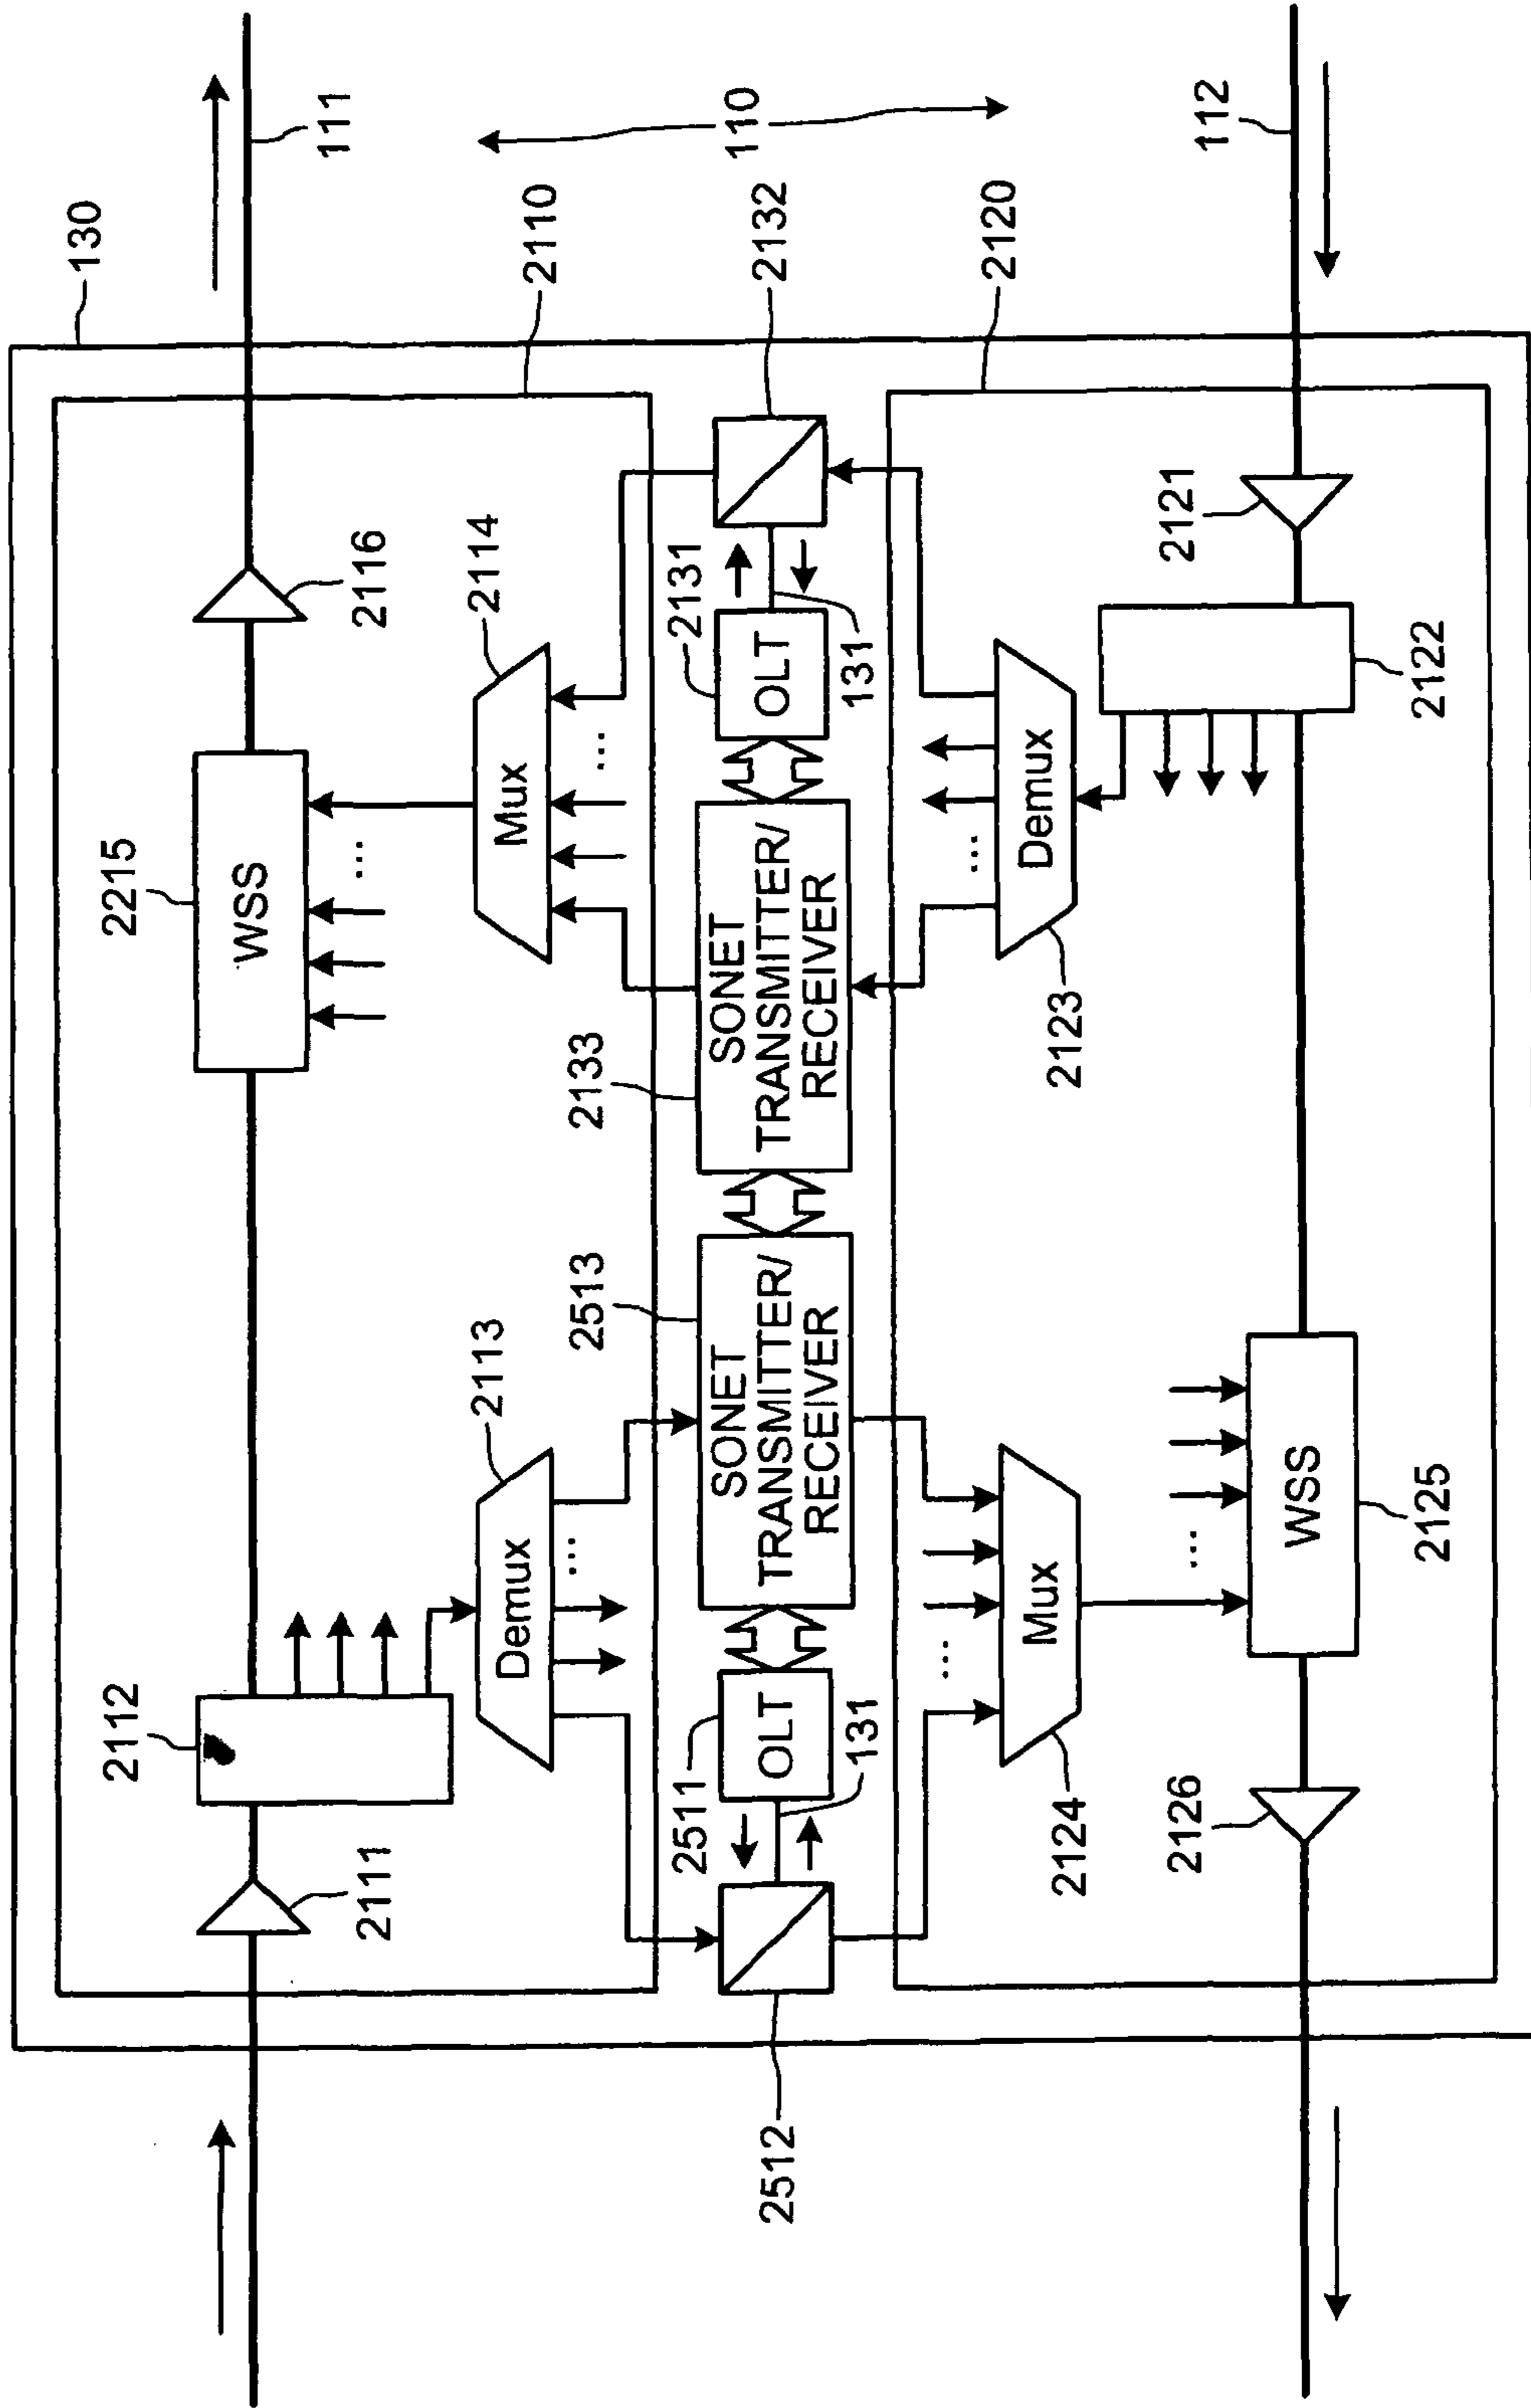 130
111
2110
110
2215
2116
2112
WSS
2111
2114
2113
Mux
...
...
Demux
...
2132
2133
2131
2513
2511
OLT
SONET
TRANSMITTER/
RECEIVER
SONET
TRANSMITTER/
RECEIVER
OLT
131
131
2512
2120
...
Demux
2123
2121
2122
...
Mux
2124
...
WSS
2125
2126
112